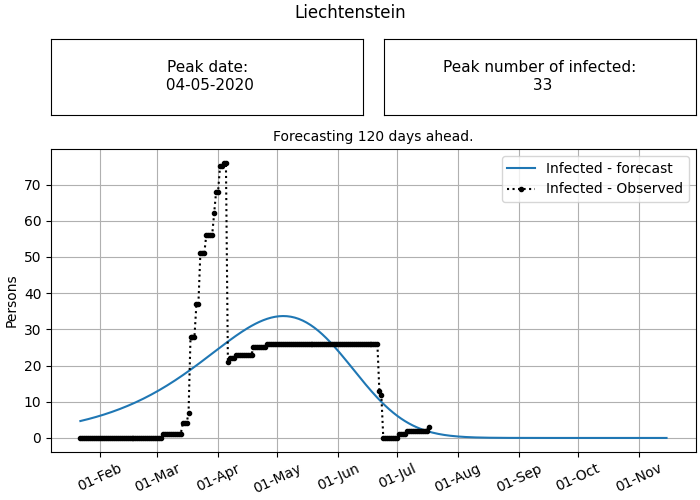 Liechtenstein
Peak date:
04-05-2020
Peak number of infected:
33
Forecasting 120 days ahead.
Infected - forecast
Infected - Observed
Persons
70
60
50
40
30
20
10
0
01-Feb
01-Mar
01-Apr
01-May
01-Jun
01-Jul
01-Aug
01-Sep
01-Oct
01-Nov